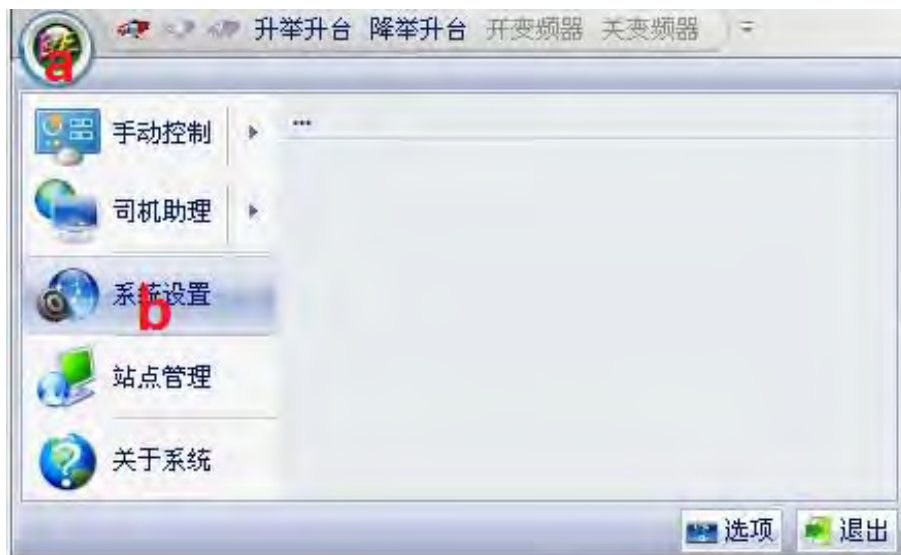 升举升台 降举升台 开变频器 关变频器
a
手动控制
...
司机助理
系统设置
b
站点管理
关于系统
选项 退出